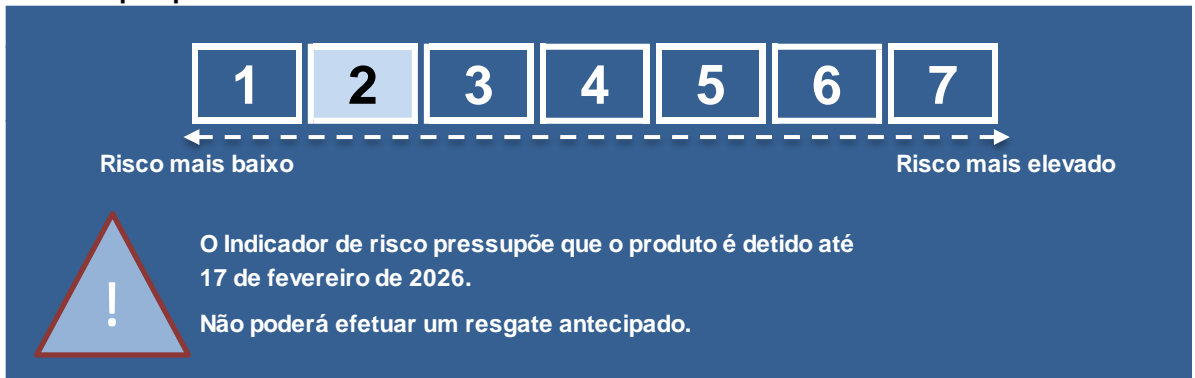 1 2 3 4 5 6 7
Risco mais baixo Risco mais elevado
O Indicador de risco pressupõe que o produto é detido até
17 de fevereiro de 2026.
!
Não poderá efetuar um resgate antecipado.